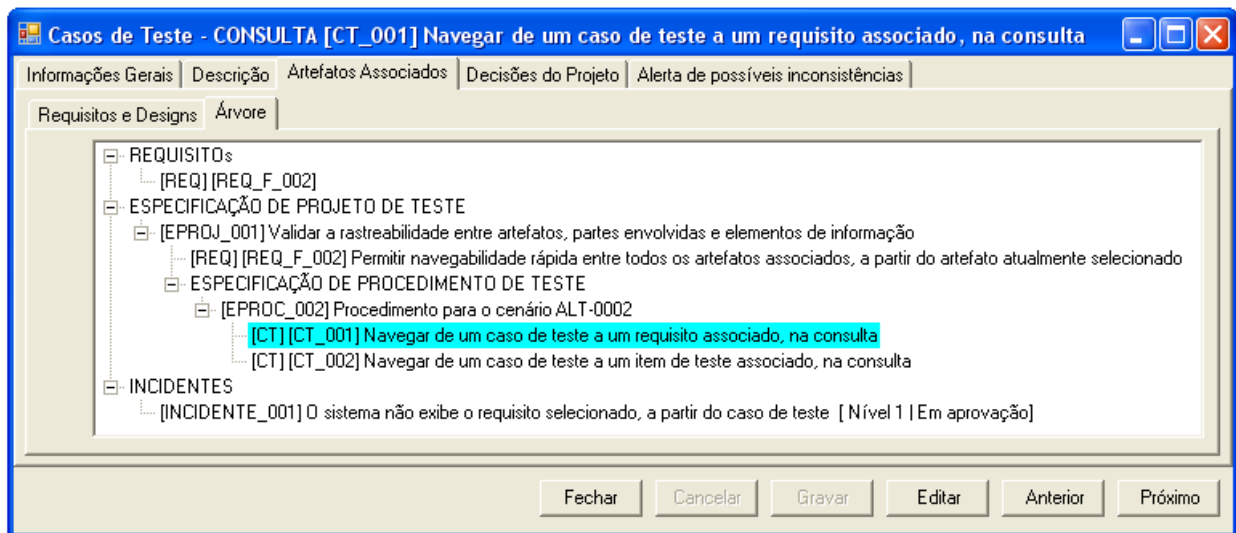 Casos de Teste - CONSULTA [CT_001] Navegar de um caso de teste a um requisito associado, na consulta
Informações Gerais Descrição Artefatos Associados Decisões do Projeto Alerta de possíveis inconsistências
Requisitos e Designs Árvore
REQUISITOs
[REQ] [REQ_F_002]
ESPECIFICAÇÃO DE PROJETO DE TESTE
[EPROJ_001] Validar a rastreabilidade entre artefatos, partes envolvidas e elementos de informação
[REQ] [REQ_F_002] Permitir navegabilidade rápida entre todos os artefatos associados, a partir do artefato atualmente selecionado
ESPECIFICAÇÃO DE PROCEDIMENTO DE TESTE
[EPROC_002] Procedimento para o cenário ALT-0002
[CT] [CT_001] Navegar de um caso de teste a um requisito associado, na consulta
[CT] [CT_002] Navegar de um caso de teste a um item de teste associado, na consulta
INCIDENTES
[INCIDENTE_001] O sistema não exibe o requisito selecionado, a partir do caso de teste [ Nível 1 | Em aprovação]
Fechar Cancelar Gravar Editar Anterior Próximo